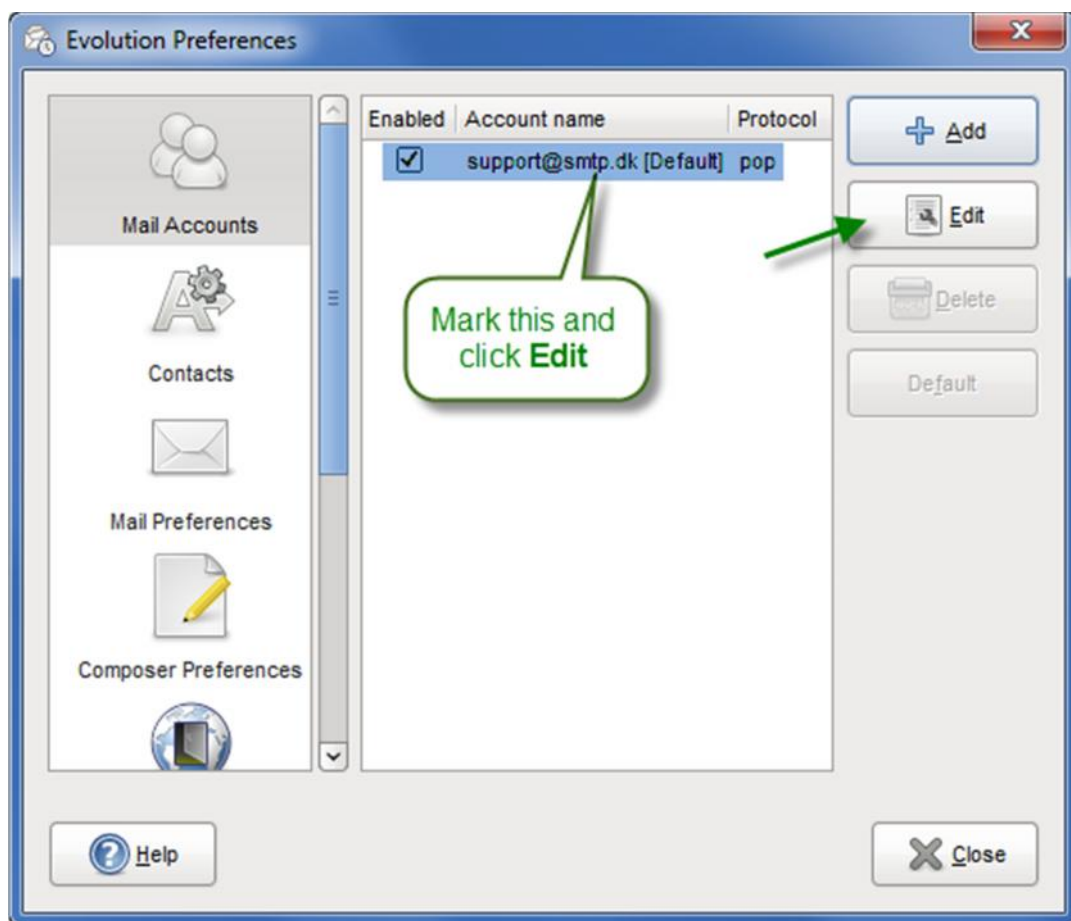 Evolution Preferences
Mail Accounts
Contacts
Mail Preferences
Composer Preferences
Enabled Account name Protocol
support@smtp.dk [Default] pop
Mark this and
click Edit
Add
Edit
Delete
Default
Help
Close